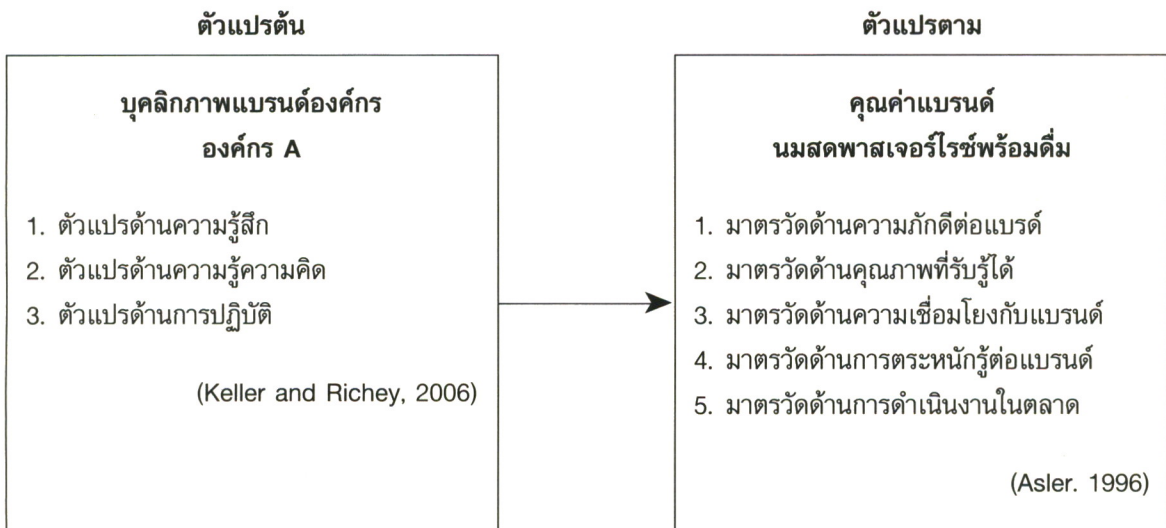 ตัวแปรต้น
บุคลิกภาพแบรนด์องค์กร
องค์กร A
1. ตัวแปรด้านความรู้สึก
2. ตัวแปรด้านความรู้ความคิด
3. ตัวแปรด้านการปฏิบัติ
(Keller and Richey, 2006)
ตัวแปรตาม
คุณค่าแบรนด์
นมสดพาสเจอร์ไรซ์พร้อมดื่ม
1. มาตรวัดด้านความภักดีต่อแบรด์
2. มาตรวัดด้านคุณภาพที่รับรู้ได้
3. มาตรวัดด้านความเชื่อมโยงกับแบรนด์
4. มาตรวัดด้านการตระหนักรู้ต่อแบรนด์
5. มาตรวัดด้านการดำเนินงานในตลาด
(Asler. 1996)